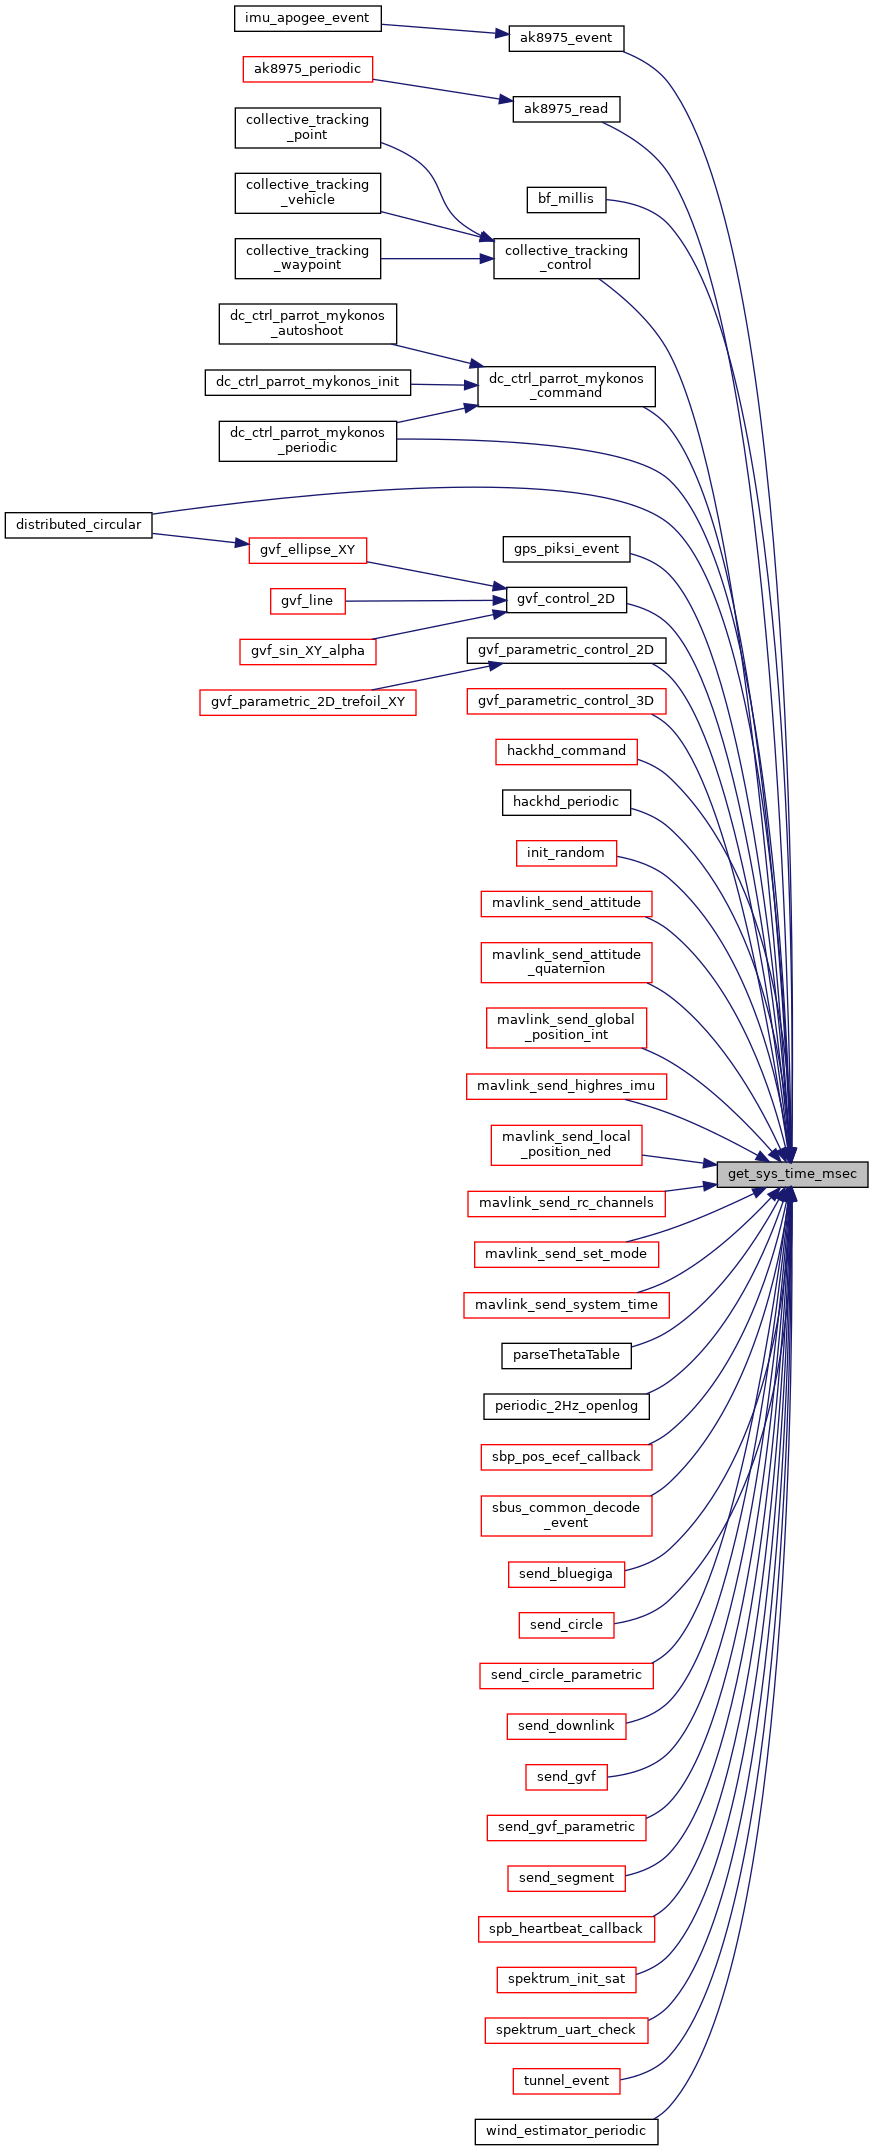 imu_apogee_event
ak8975_event
ak8975_periodic
ak8975_read
collective_tracking
_point
collective_tracking
_vehicle
bf_millis
collective_tracking
_waypoint
collective_tracking
_control
dc_ctrl_parrot_mykonos
_autoshoot
dc_ctrl_parrot_mykonos_init
dc_ctrl_parrot_mykonos
_command
dc_ctrl_parrot_mykonos
_periodic
distributed_circular
gvf_ellipse_XY
gps_piksi_event
gvf_line
gvf_control_2D
gvf_sin_XY_alpha
gvf_parametric_control_2D
gvf_parametric_2D_trefoil_XY
gvf_parametric_control_3D
hackhd_command
hackhd_periodic
init_random
mavlink_send_attitude
mavlink_send_attitude
_quaternion
mavlink_send_global
_position_int
mavlink_send_highres_imu
mavlink_send_local
_position_ned
get_sys_time_msec
mavlink_send_rc_channels
mavlink_send_set_mode
mavlink_send_system_time
parseThetaTable
periodic_2Hz_openlog
sbp_pos_ecef_callback
sbus_common_decode
_event
send_bluegiga
send_circle
send_circle_parametric
send_downlink
send_gvf
send_gvf_parametric
send_segment
spb_heartbeat_callback
spektrum_init_sat
spektrum_uart_check
tunnel_event
wind_estimator_periodic